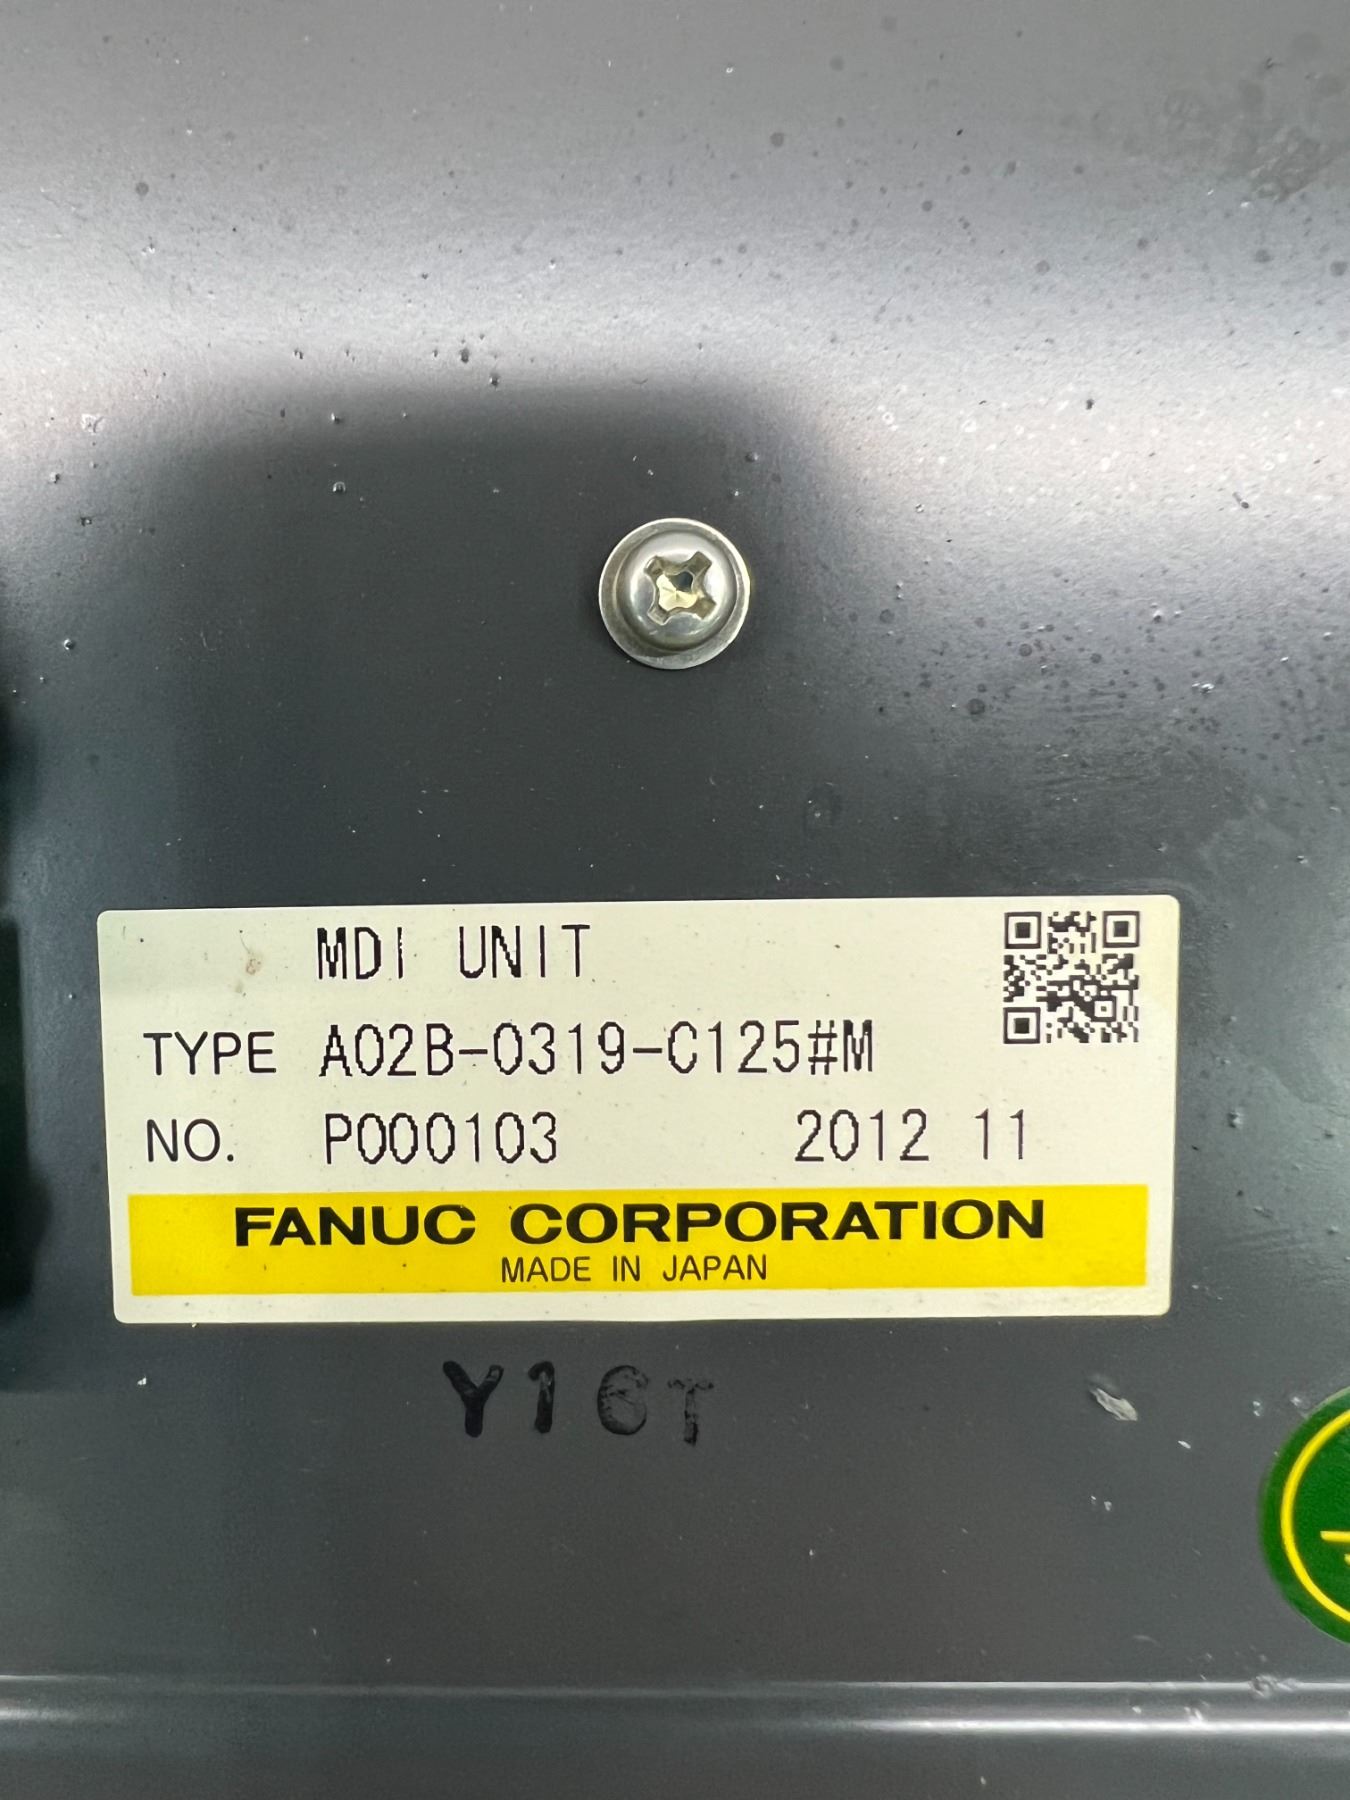 MDI UNIT
TYPE A02B-0319-C125#M
NO. P000103 2012 11
FANUC CORPORATION
MADE IN JAPAN
Y16T